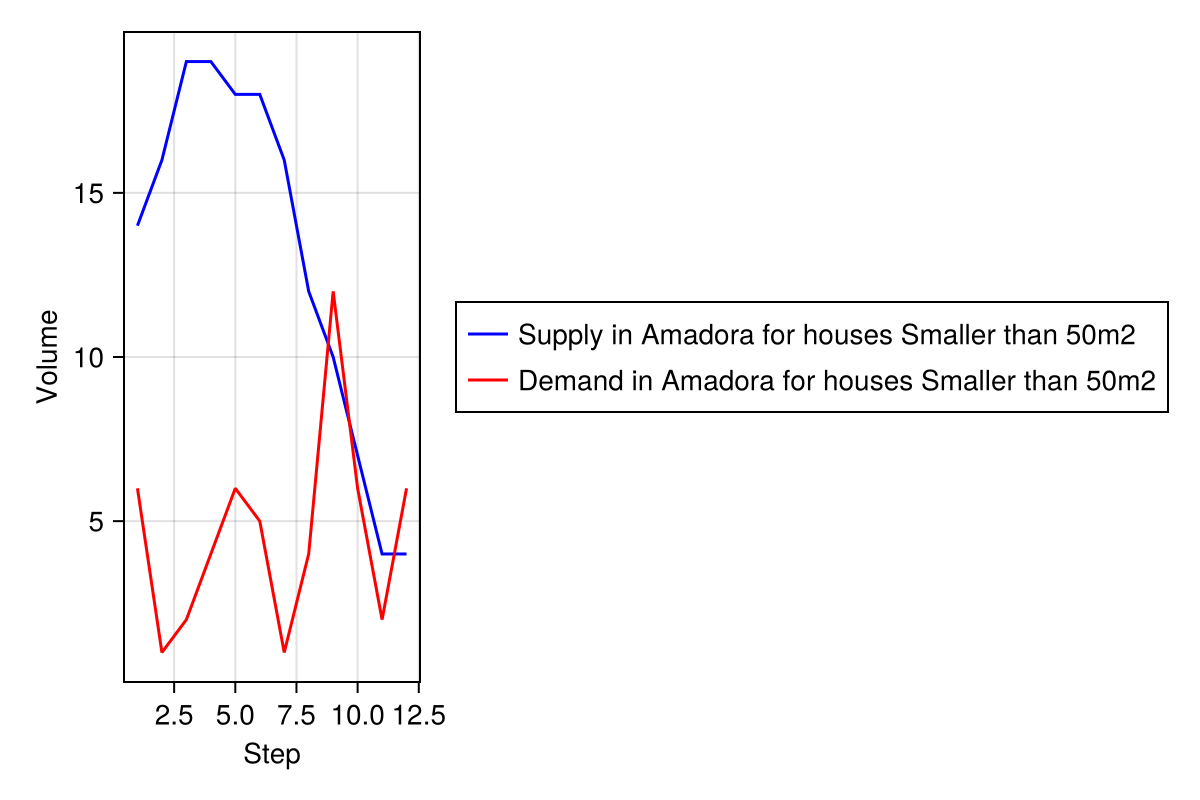 15
10
5
Volume
2.5 5.0 7.5 10.0 12.5
Step
Supply in Amadora for houses Smaller than 50m2
Demand in Amadora for houses Smaller than 50m2